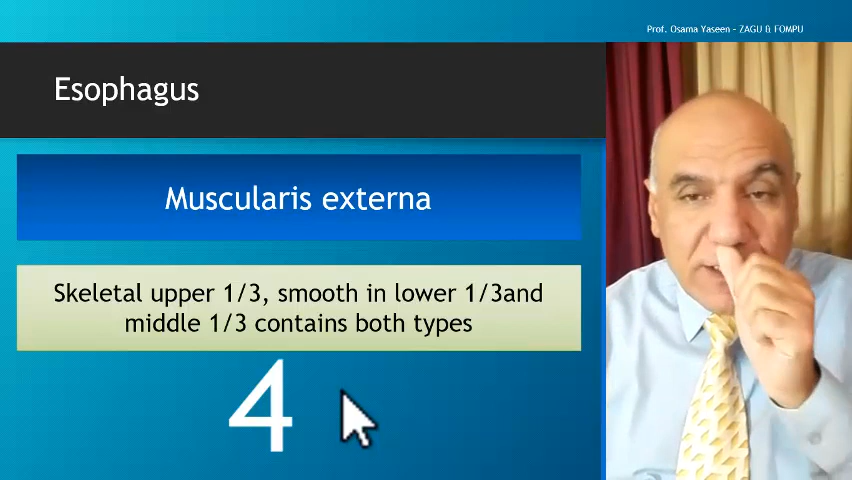 Prof. Osama Yaseen – ZAGU & FOMPU
Esophagus
Muscularis externa
Skeletal upper 1/3, smooth in lower 1/3and
middle 1/3 contains both types
4